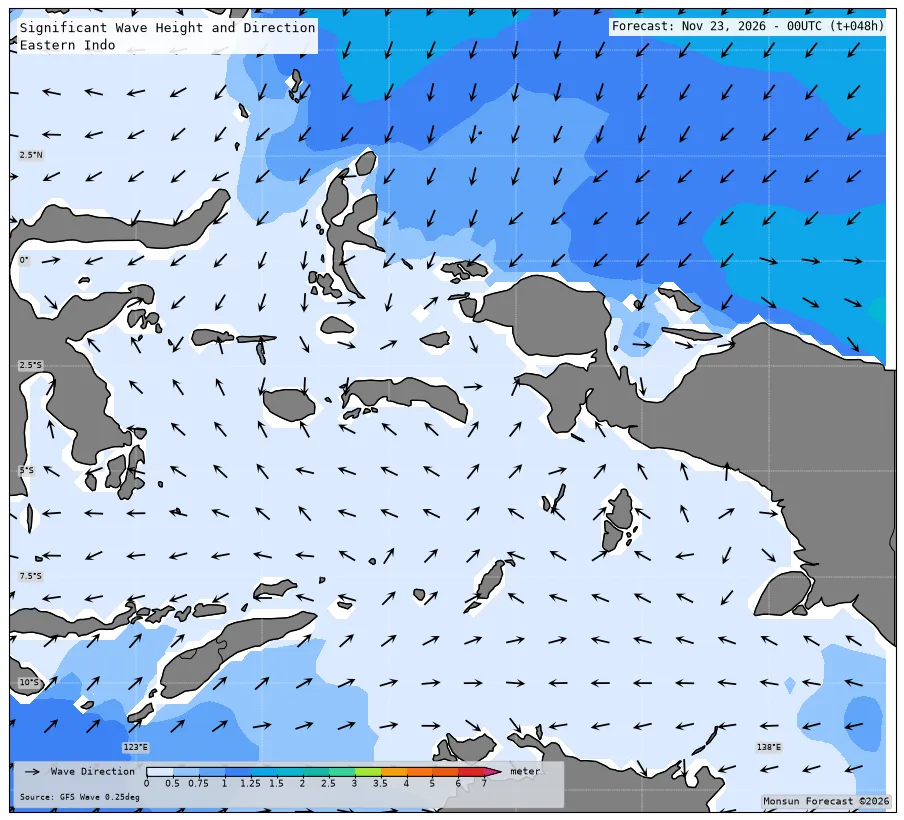 Significant Wave Height and Direction
Eastern Indo
Forecast: Nov 23, 2026 - 00UTC (t+048h)
2.5°N
0°
2.5°S
5°S
7.5°S
10°S
123°E
138°E
Wave Direction
meter
0 0.5 0.75 1 1.25 1.5 2 2.5 3 3.5 4 5 6 7
Source: GFS Wave 0.25deg
Monsun Forecast ©2026